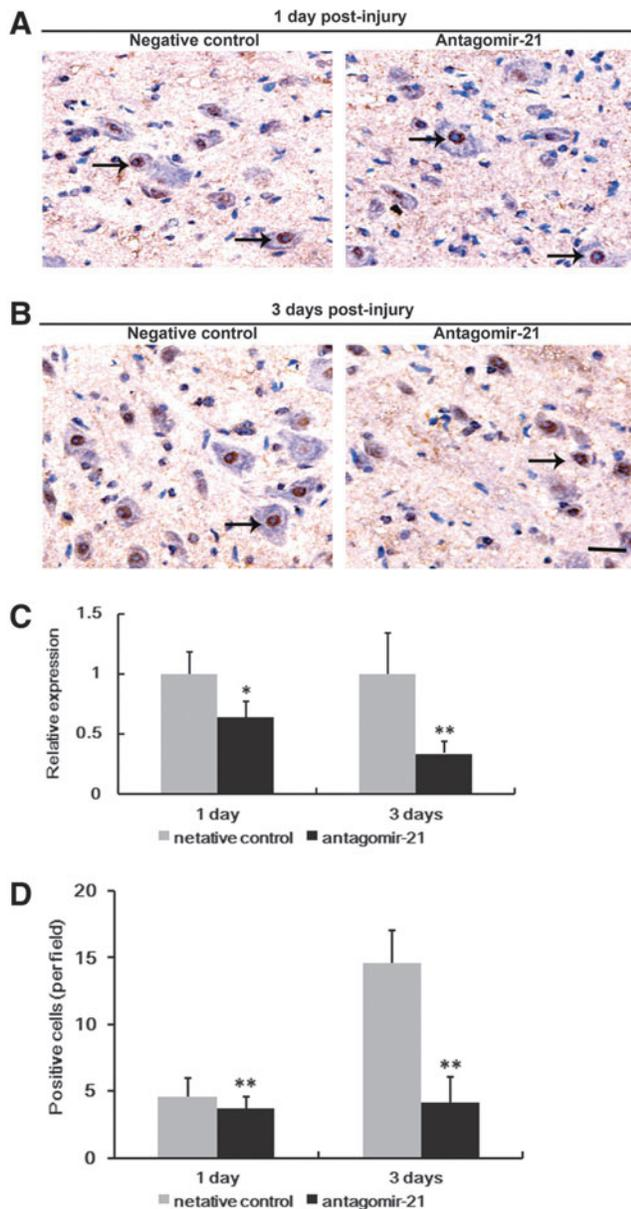 A
1 day post-injury
Negative control Antagomir-21
B
3 days post-injury
Negative control Antagomir-21
C
Relative expression
1.5
1
0.5
0
*
**
1 day 3 days
netative control antagomir-21
D
Positive cells (per field)
20
15
10
5
0
**
**
1 day 3 days
netative control antagomir-21